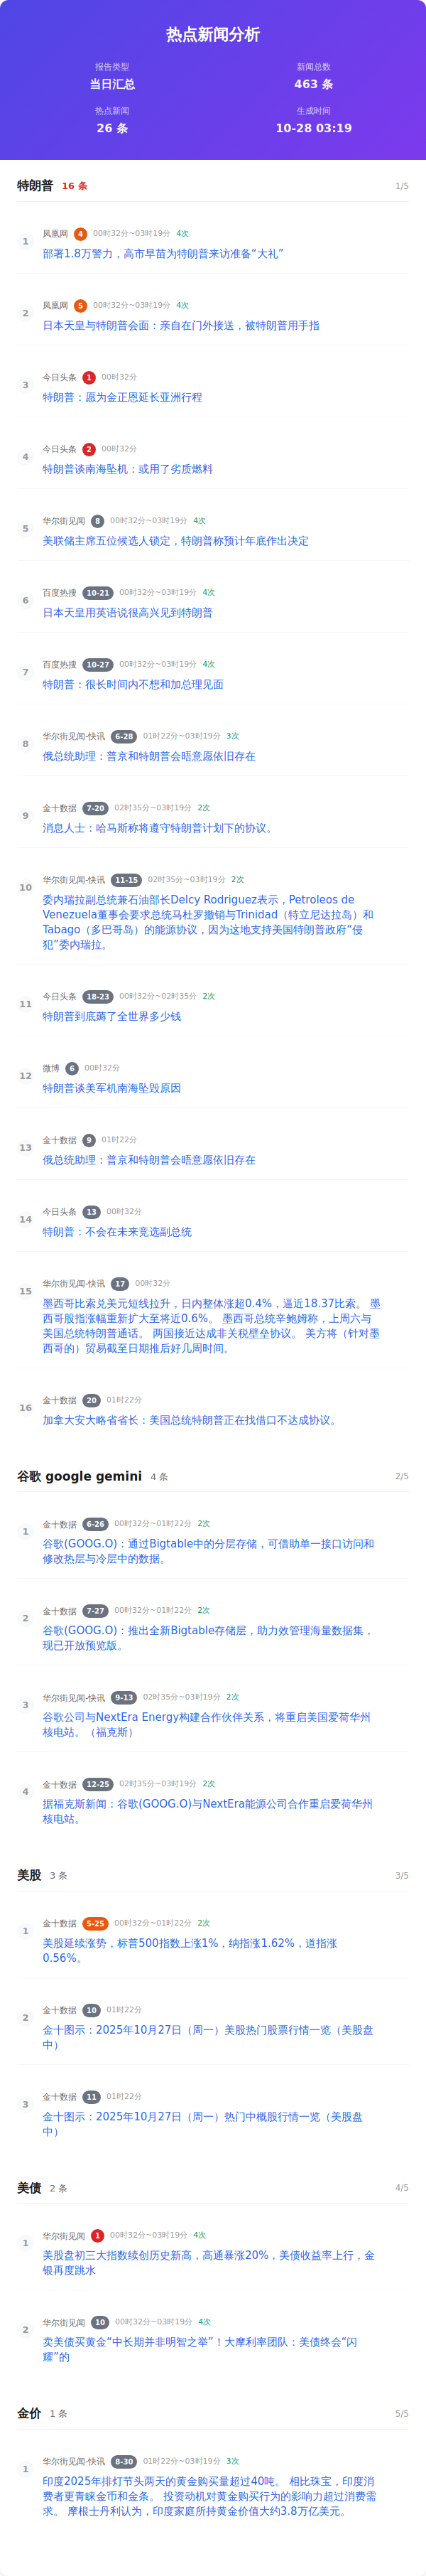 热点新闻分析
报告类型
新闻总数
当日汇总
463 条
热点新闻
生成时间
26 条
10-28 03:19
特朗普 16 条 1/5
1 凤凰网 4 00时32分~03时19分 4次
部署1.8万警力，高市早苗为特朗普来访准备“大礼”
2 凤凰网 5 00时32分~03时19分 4次
日本天皇与特朗普会面：亲自在门外接送，被特朗普用手指
3 今日头条 1 00时32分
特朗普：愿为金正恩延长亚洲行程
4 今日头条 2 00时32分
特朗普谈南海坠机：或用了劣质燃料
5 华尔街见闻 8 00时32分~03时19分 4次
美联储主席五位候选人锁定，特朗普称预计年底作出决定
6 百度热搜 10-21 00时32分~03时19分 4次
日本天皇用英语说很高兴见到特朗普
7 百度热搜 10-27 00时32分~03时19分 4次
特朗普：很长时间内不想和加总理见面
8 华尔街见闻-快讯 6-28 01时22分~03时19分 3次
俄总统助理：普京和特朗普会晤意愿依旧存在
9 金十数据 7-20 02时35分~03时19分 2次
消息人士：哈马斯称将遵守特朗普计划下的协议。
10 华尔街见闻-快讯 11-15 02时35分~03时19分 2次
委内瑞拉副总统兼石油部长Delcy Rodriguez表示，Petroleos de
Venezuela董事会要求总统马杜罗撤销与Trinidad（特立尼达拉岛）和
Tabago（多巴哥岛）的能源协议，因为这地支持美国特朗普政府“侵
犯”委内瑞拉。
11 今日头条 18-23 00时32分~02时35分 2次
特朗普到底薅了全世界多少钱
12 微博 6 00时32分
特朗普谈美军机南海坠毁原因
13 金十数据 9 01时22分
俄总统助理：普京和特朗普会晤意愿依旧存在
14 今日头条 13 00时32分
特朗普：不会在未来竞选副总统
15 华尔街见闻-快讯 17 00时32分
墨西哥比索兑美元短线拉升，日内整体涨超0.4%，逼近18.37比索。 墨
西哥股指涨幅重新扩大至将近0.6%。 墨西哥总统辛鲍姆称，上周六与
美国总统特朗普通话。 两国接近达成非关税壁垒协议。 美方将（针对墨
西哥的）贸易截至日期推后好几周时间。
16 金十数据 20 01时22分
加拿大安大略省省长：美国总统特朗普正在找借口不达成协议。
谷歌 google gemini 4 条 2/5
1 金十数据 6-26 00时32分~01时22分 2次
谷歌(GOOG.O)：通过Bigtable中的分层存储，可借助单一接口访问和
修改热层与冷层中的数据。
2 金十数据 7-27 00时32分~01时22分 2次
谷歌(GOOG.O)：推出全新Bigtable存储层，助力效管理海量数据集，
现已开放预览版。
3 华尔街见闻-快讯 9-13 02时35分~03时19分 2次
谷歌公司与NextEra Energy构建合作伙伴关系，将重启美国爱荷华州
核电站。（福克斯）
4 金十数据 12-25 02时35分~03时19分 2次
据福克斯新闻：谷歌(GOOG.O)与NextEra能源公司合作重启爱荷华州
核电站。
美股 3 条 3/5
1 金十数据 5-25 00时32分~01时22分 2次
美股延续涨势，标普500指数上涨1%，纳指涨1.62%，道指涨
0.56%。
2 金十数据 10 01时22分
金十图示：2025年10月27日（周一）美股热门股票行情一览（美股盘
中）
3 金十数据 11 01时22分
金十图示：2025年10月27日（周一）热门中概股行情一览（美股盘
中）
美债 2 条 4/5
1 华尔街见闻 1 00时32分~03时19分 4次
美股盘初三大指数续创历史新高，高通暴涨20%，美债收益率上行，金
银再度跳水
2 华尔街见闻 10 00时32分~03时19分 4次
卖美债买黄金“中长期并非明智之举”！大摩利率团队：美债终会“闪
耀”的
金价 1 条 5/5
1 华尔街见闻-快讯 8-30 01时22分~03时19分 3次
印度2025年排灯节头两天的黄金购买量超过40吨。 相比珠宝，印度消
费者更青睐金币和金条。 投资动机对黄金购买行为的影响力超过消费需
求。 摩根士丹利认为，印度家庭所持黄金价值大约3.8万亿美元。